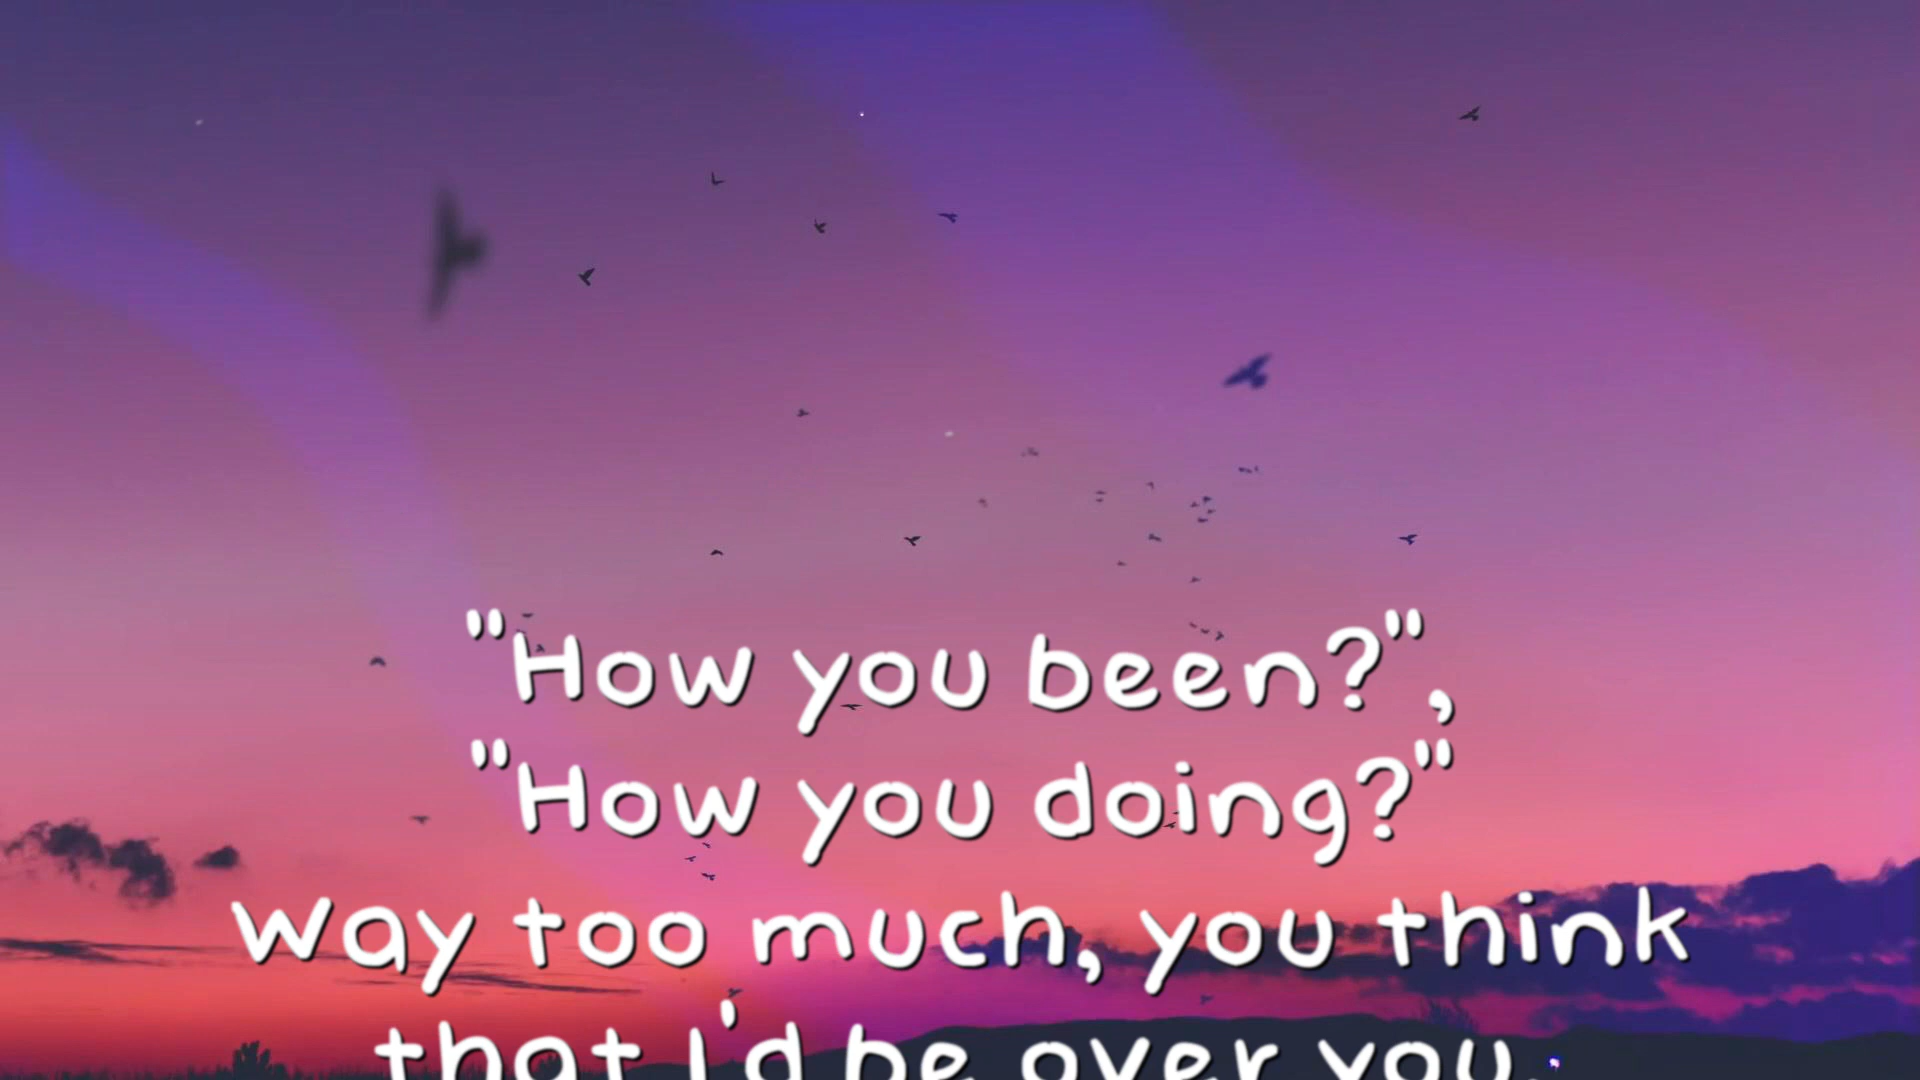 "How you been?",
"How you doing?"
Way too much, you think
that I'd be over you.